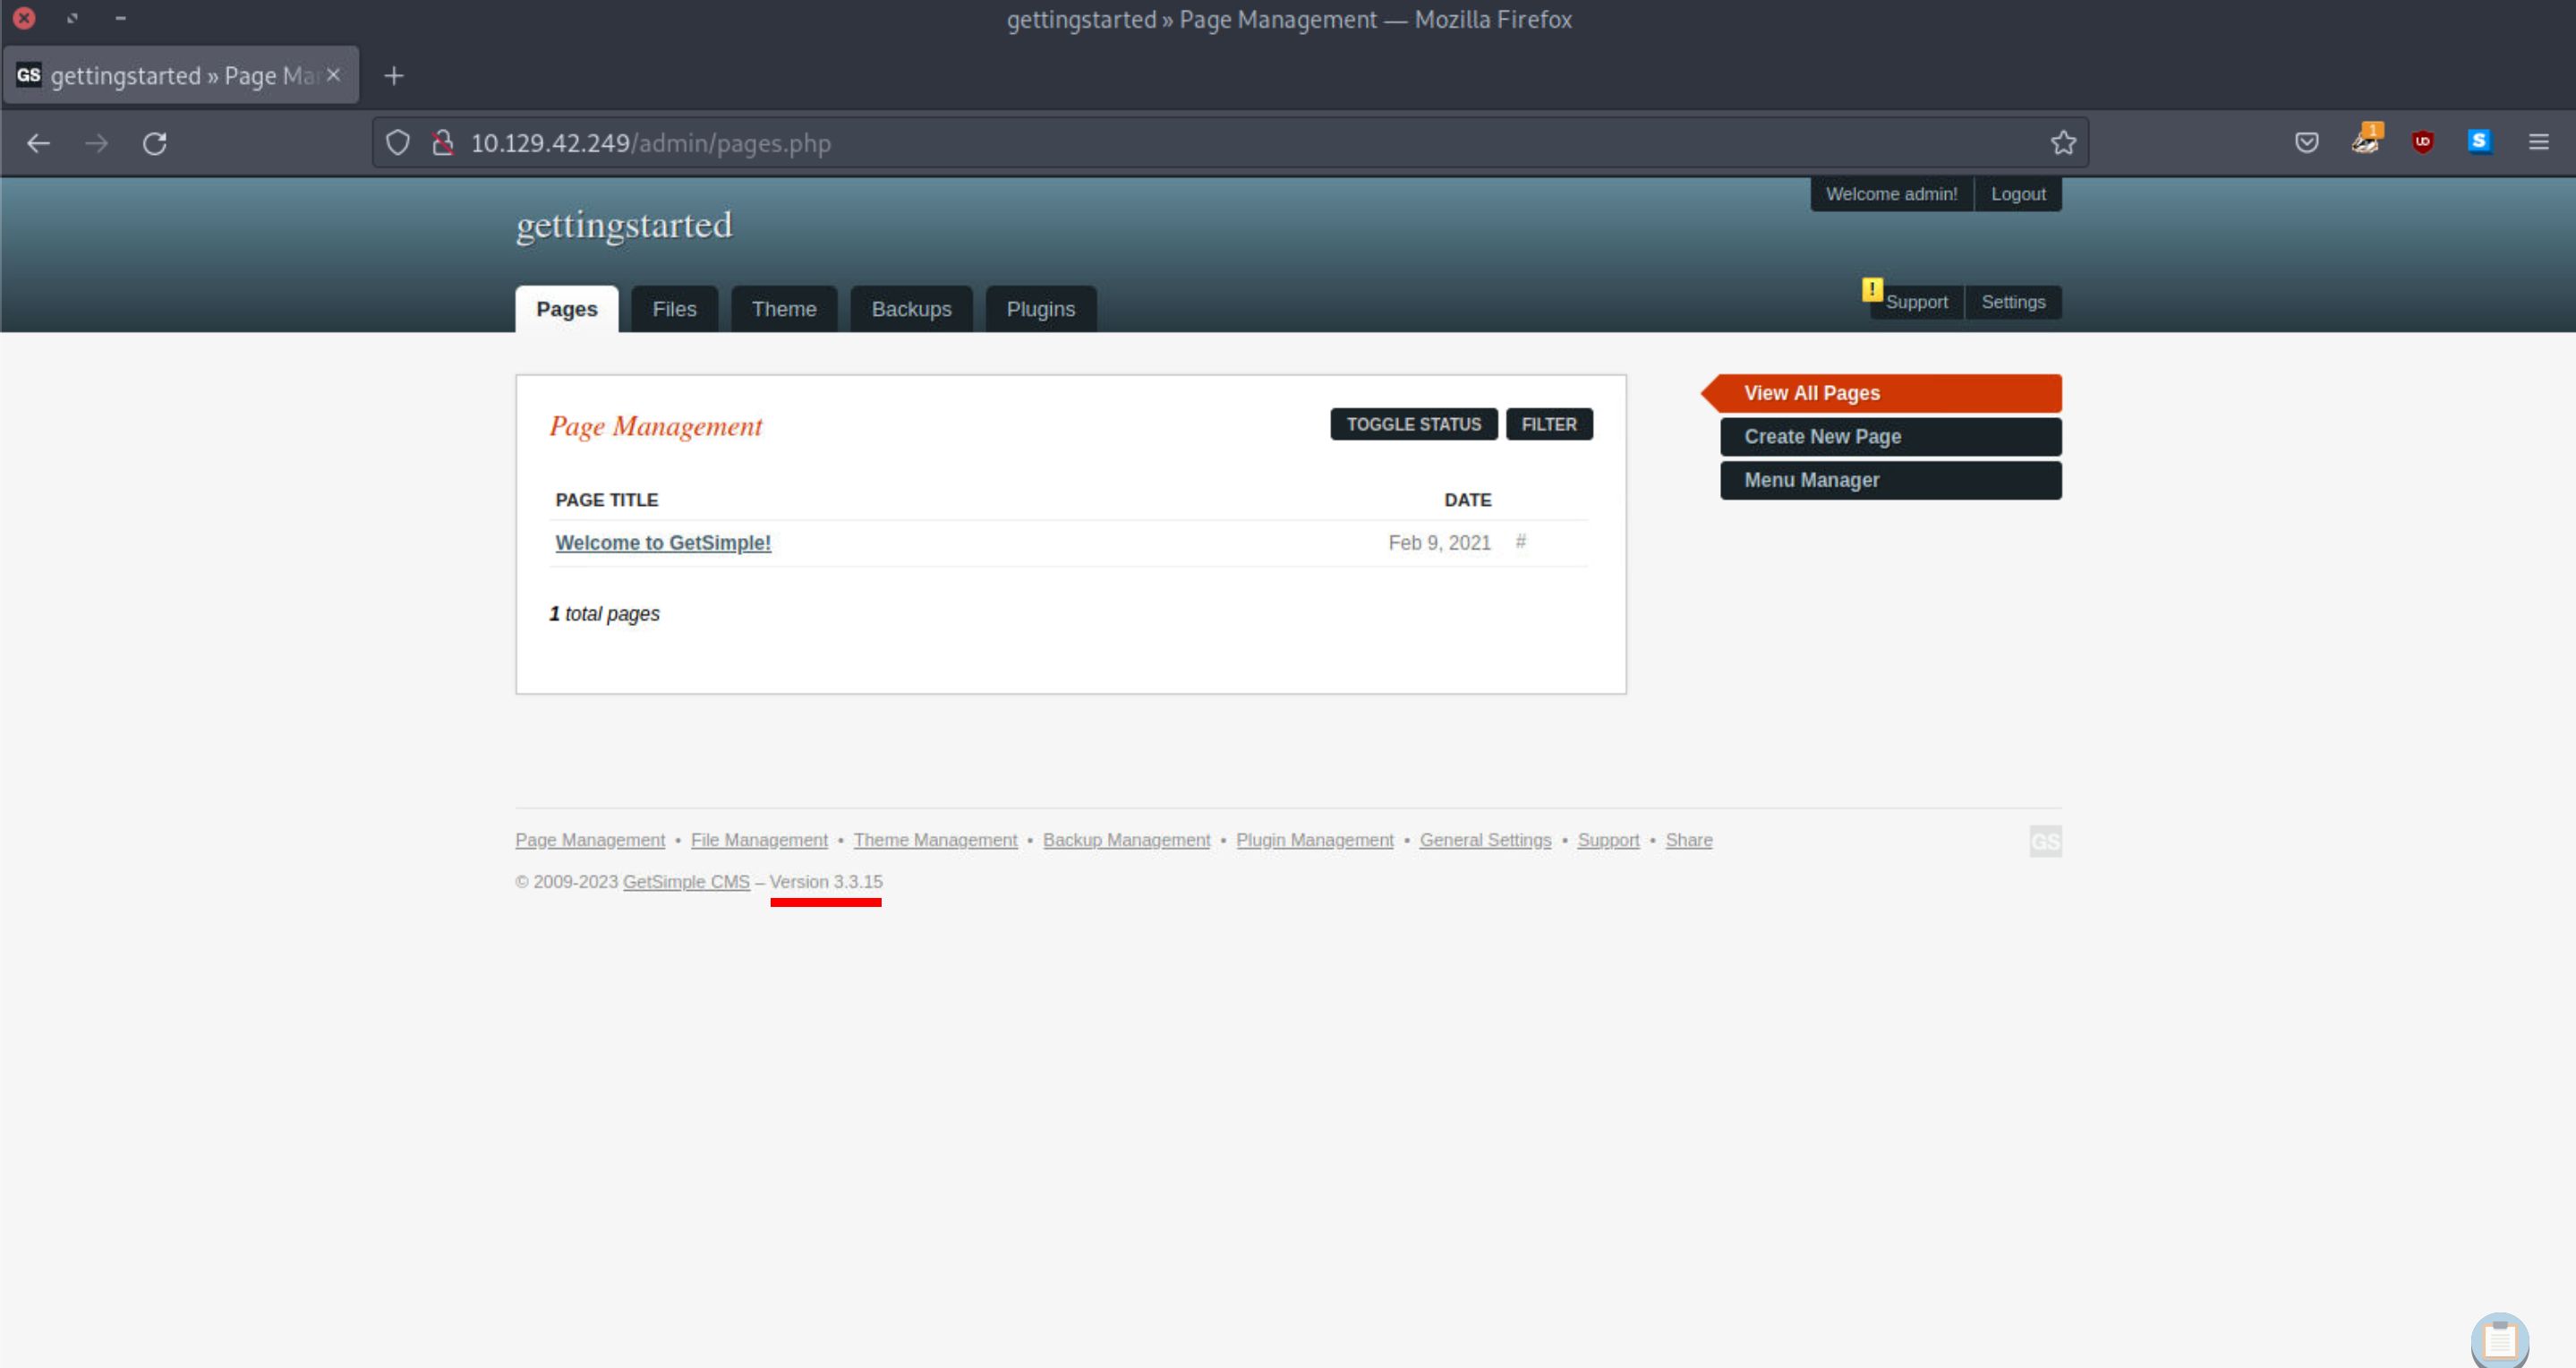 gettingstarted » Page Management — Mozilla Firefox
GS gettingstarted » Page Ma
10.129.42.249/admin/pages.php
1
UD
S
Welcome admin! Logout
gettingstarted
Pages Files Theme Backups Plugins
! Support Settings
Page Management
TOGGLE STATUS FILTER
PAGE TITLE DATE
Welcome to GetSimple! Feb 9, 2021 #
1 total pages
View All Pages
Create New Page
Menu Manager
Page Management • File Management • Theme Management • Backup Management • Plugin Management • General Settings • Support • Share
GS
© 2009-2023 GetSimple CMS – Version 3.3.15